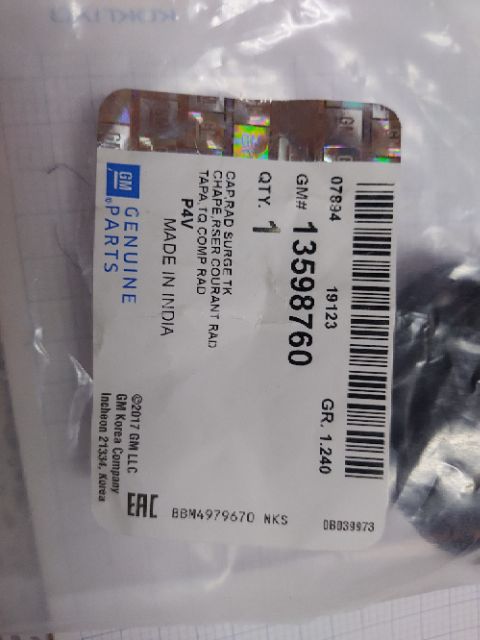 07894 19123 GR. 1.240
GM# 13598760
QTY. 1
CAP,RAD SURGE TK
CHAPE,RSER COURANT RAD
TAPA,TQ COMP RAD
P4V
MADE IN INDIA
GM GENUINE
PARTS
©2017 GM LLC
GM Korea Company
Incheon 21334, Korea
EAC
BBM4979670 NKS
0BD39973